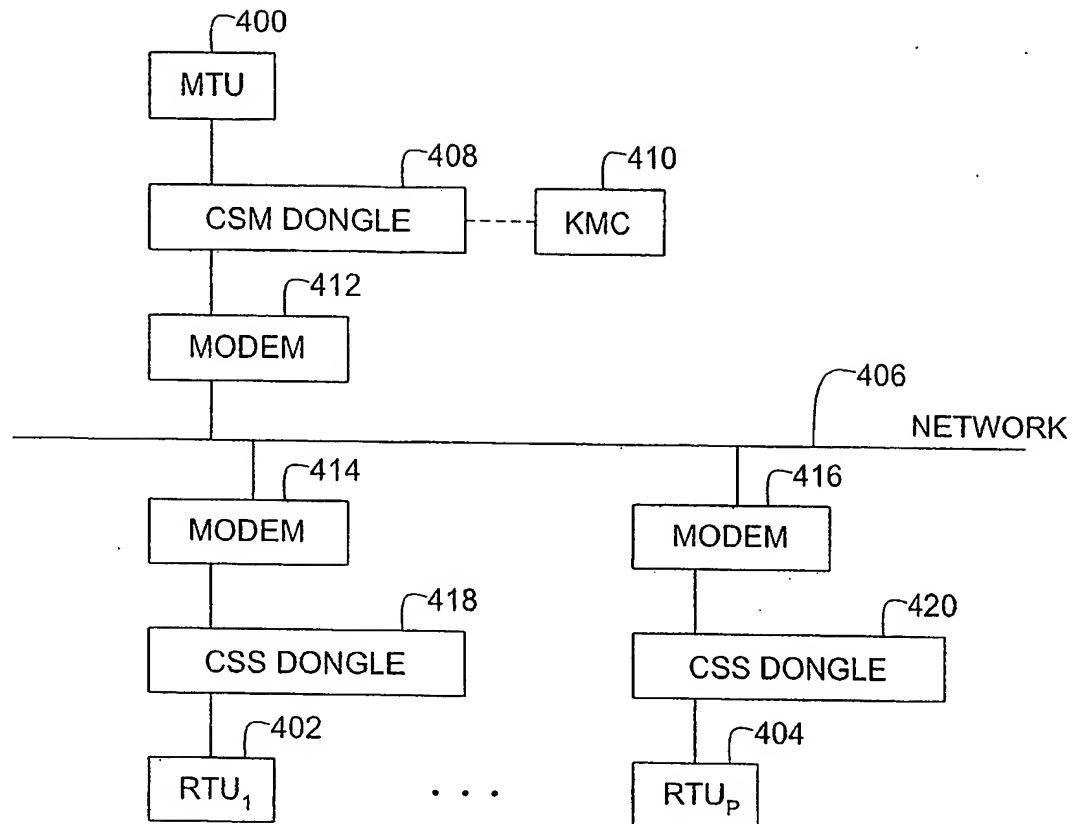 400
MTU
408
410
CSM DONGLE
KMC
412
MODEM
406
NETWORK
414
416
MODEM
MODEM
418
420
CSS DONGLE
CSS DONGLE
402
404
RTU₁
. . .
RTUₚ